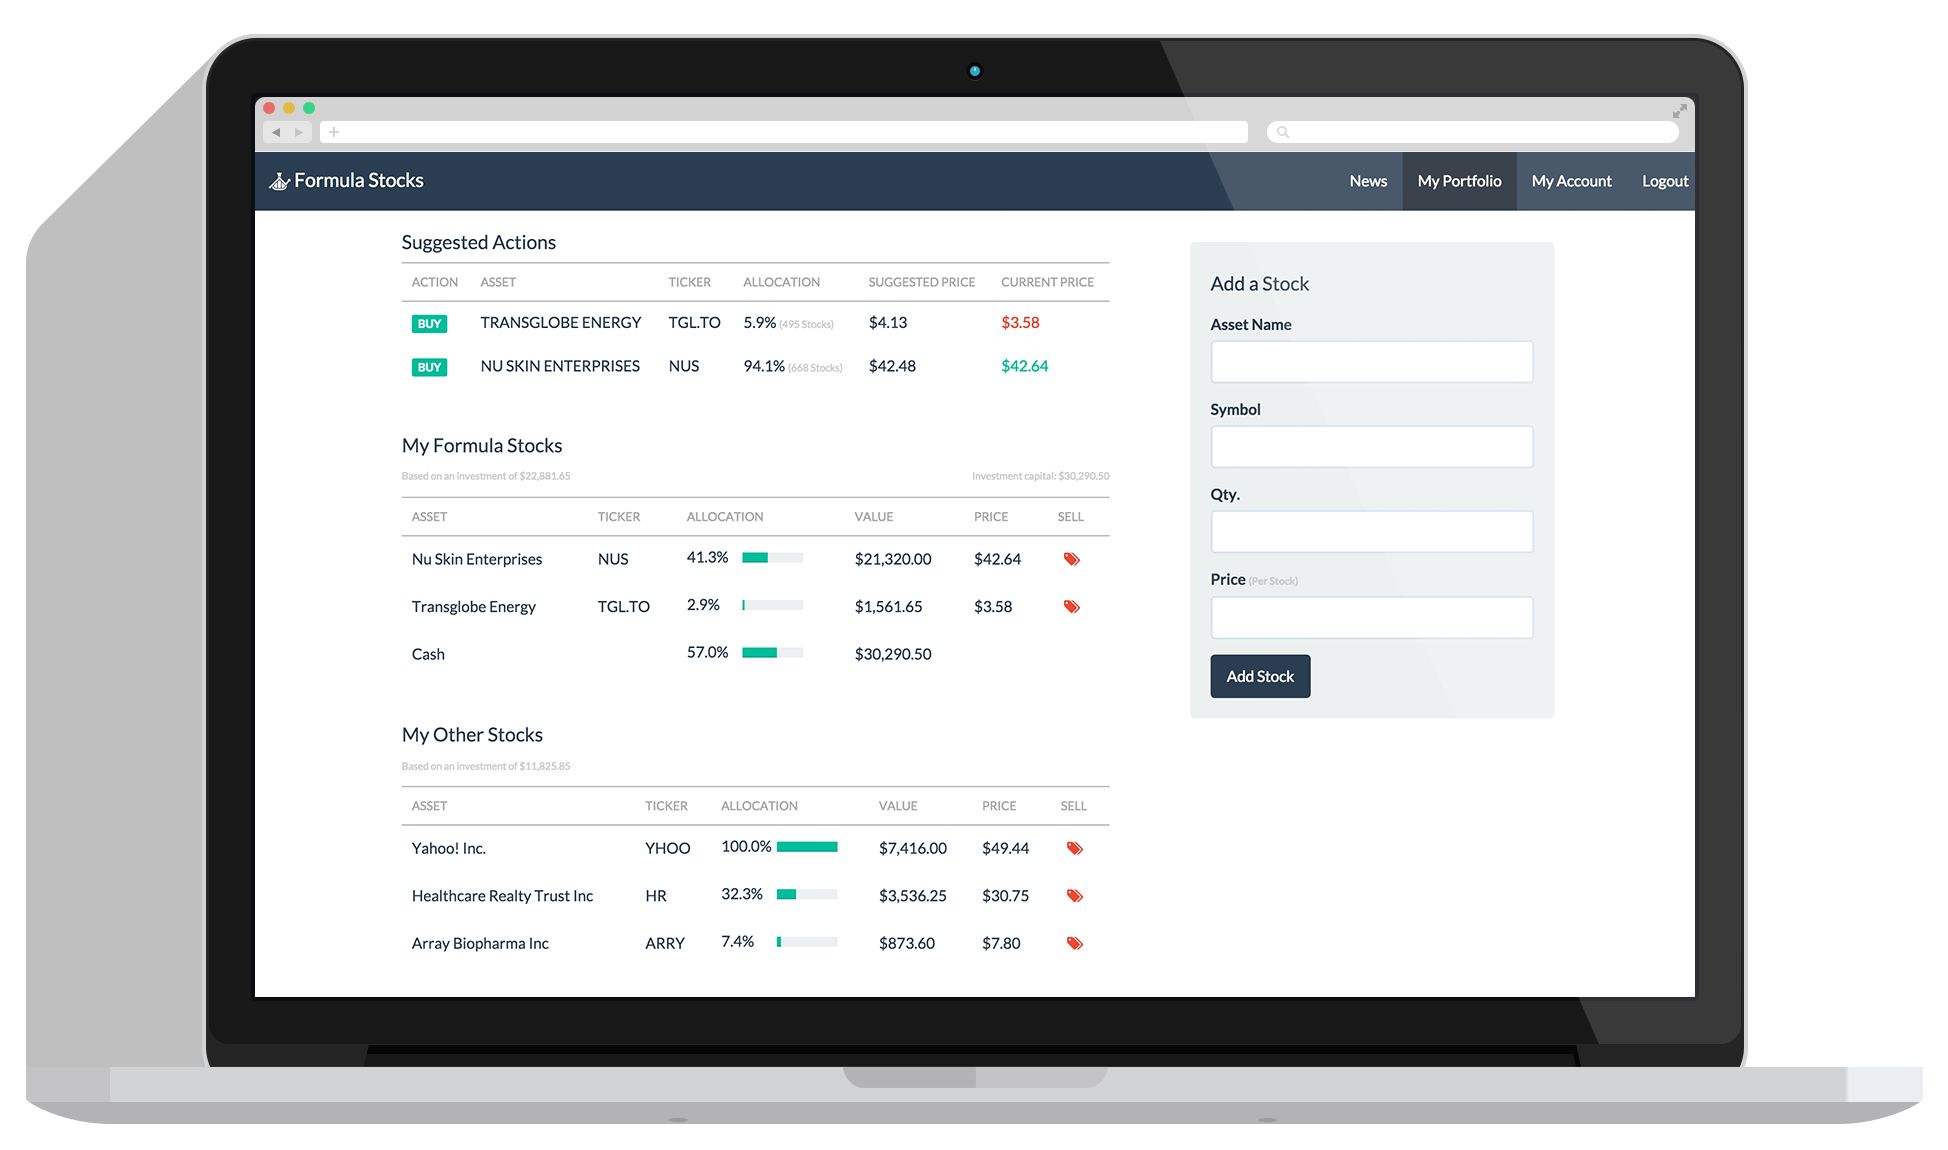 Formula Stocks
News My Portfolio My Account Logout
Suggested Actions
ACTION ASSET TICKER ALLOCATION SUGGESTED PRICE CURRENT PRICE
BUY TRANSGLOBE ENERGY TGL.TO 5.9% (495 Stocks) $4.13 $3.58
BUY NU SKIN ENTERPRISES NUS 94.1% (668 Stocks) $42.48 $42.64
My Formula Stocks
Based on an investment of $22,881.65 Investment capital: $30,290.50
ASSET TICKER ALLOCATION VALUE PRICE SELL
Nu Skin Enterprises NUS 41.3% $21,320.00 $42.64
Transglobe Energy TGL.TO 2.9% $1,561.65 $3.58
Cash 57.0% $30,290.50
My Other Stocks
Based on an investment of $11,825.85
ASSET TICKER ALLOCATION VALUE PRICE SELL
Yahoo! Inc. YHOO 100.0% $7,416.00 $49.44
Healthcare Realty Trust Inc HR 32.3% $3,536.25 $30.75
Array Biopharma Inc ARRY 7.4% $873.60 $7.80
Add a Stock
Asset Name
Symbol
Qty.
Price (Per Stock)
Add Stock